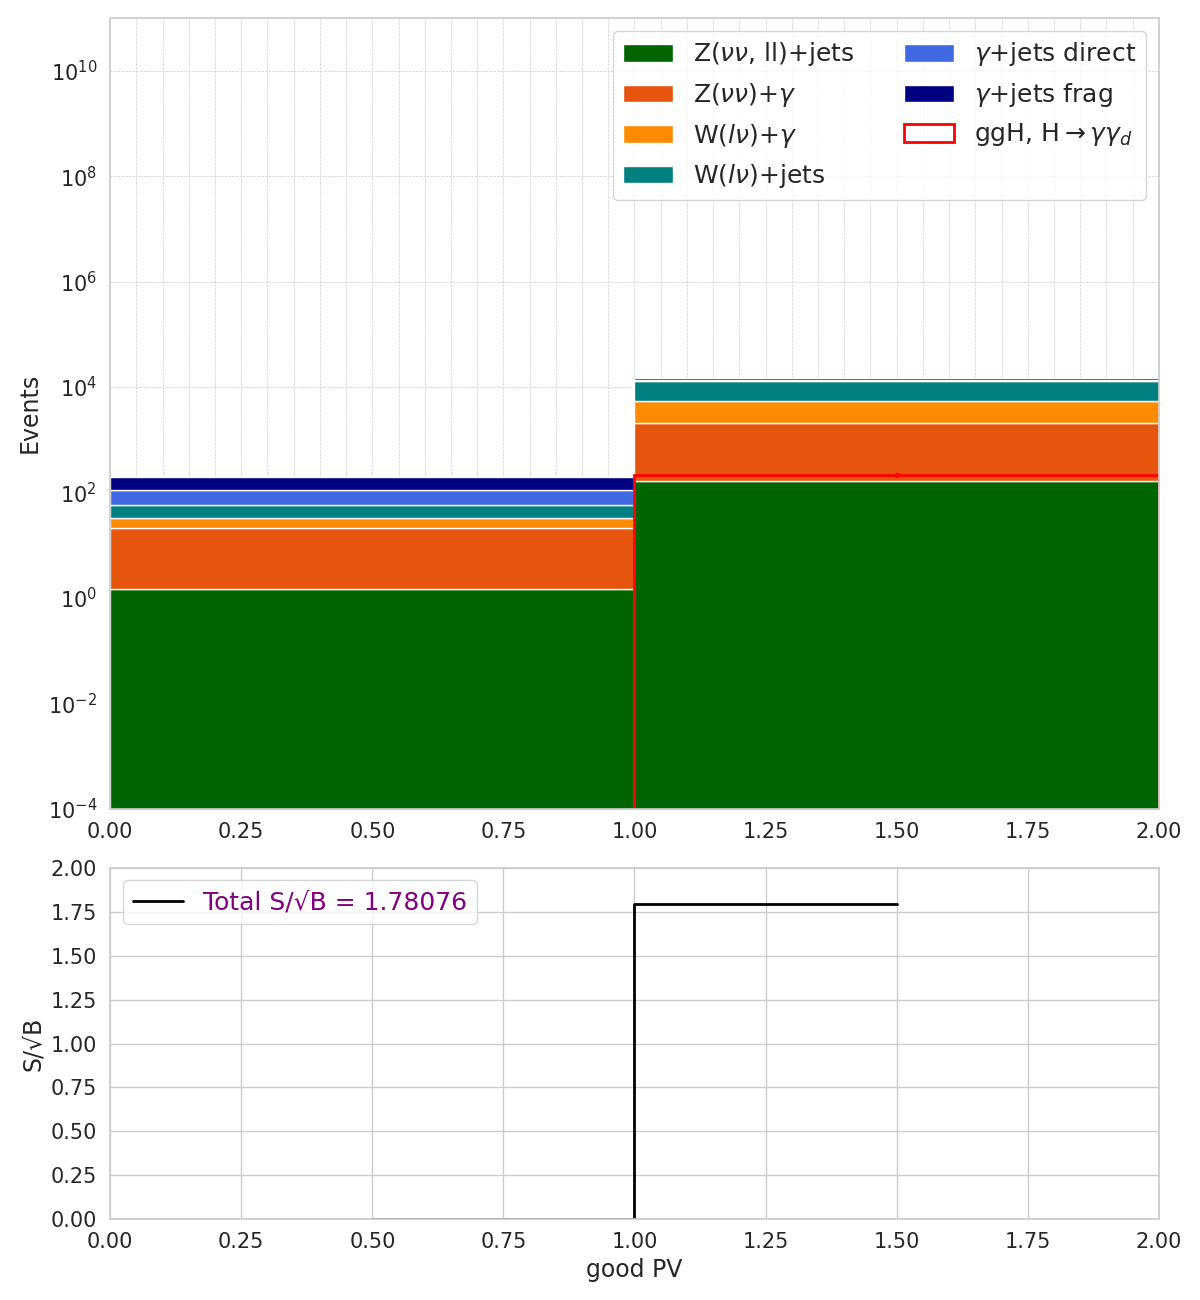 Z(νν, ll)+jets
Z(νν)+γ
W(lν)+γ
W(lν)+jets
γ+jets direct
γ+jets frag
ggH, H→γγ_d
Events
10^10
10^8
10^6
10^4
10^2
10^0
10^−2
10^−4
0.00 0.25 0.50 0.75 1.00 1.25 1.50 1.75 2.00
Total S/√B = 1.78076
S/√B
2.00
1.75
1.50
1.25
1.00
0.75
0.50
0.25
0.00
0.00 0.25 0.50 0.75 1.00 1.25 1.50 1.75 2.00
good PV